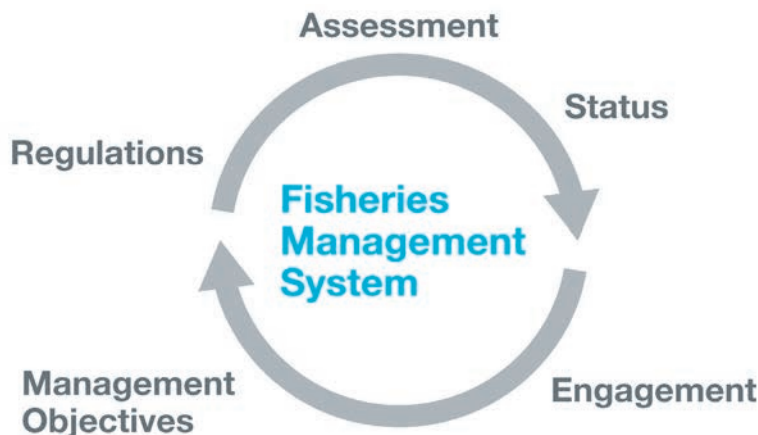 Assessment
Status
Regulations
Fisheries
Management
System
Management
Objectives
Engagement